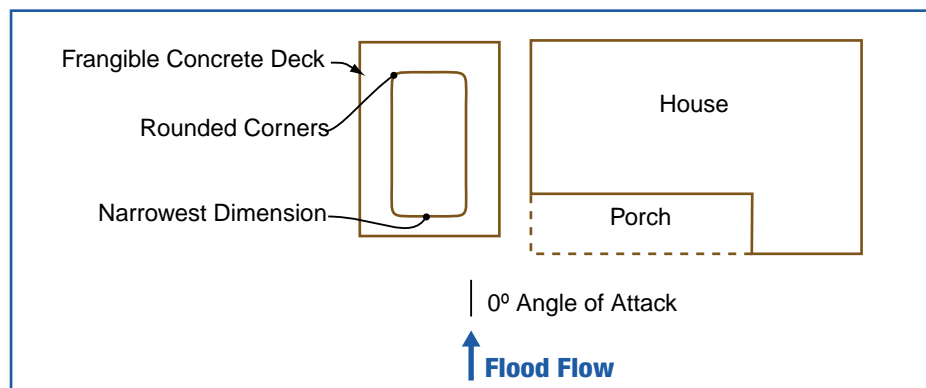 Frangible Concrete Deck
House
Rounded Corners
Narrowest Dimension
Porch
0º Angle of Attack
Flood Flow